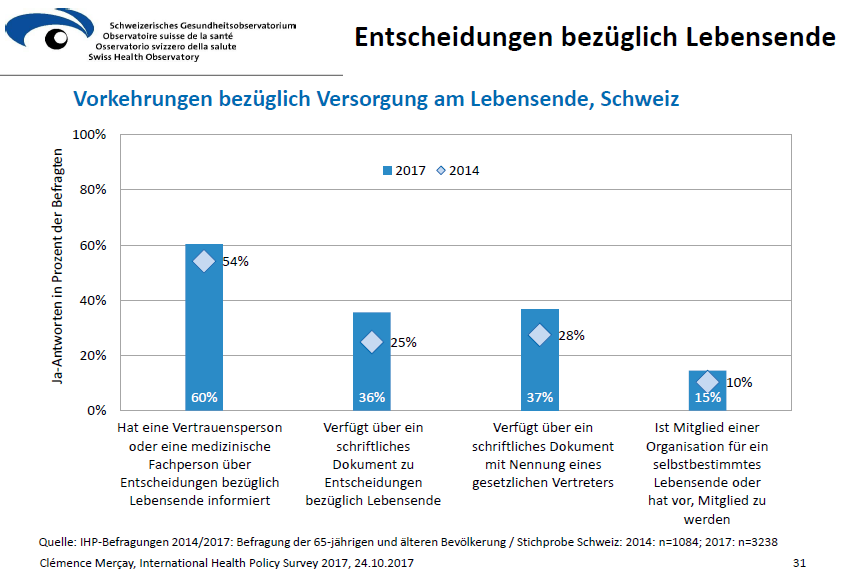 Schweizerisches Gesundheitsobservatorium
Observatoire suisse de la santé
Osservatorio svizzero della salute
Swiss Health Observatory
Entscheidungen bezüglich Lebensende
Vorkehrungen bezüglich Versorgung am Lebensende, Schweiz
Ja-Antworten in Prozent der Befragten
100%
80%
60%
40%
20%
0%
2017 2014
54%
25%
28%
10%
60%
36%
37%
15%
Hat eine Vertrauensperson
oder eine medizinische
Fachperson über
Entscheidungen bezüglich
Lebensende informiert
Verfügt über ein
schriftliches
Dokument zu
Entscheidungen
bezüglich Lebensende
Verfügt über ein
schriftliches Dokument
mit Nennung eines
gesetzlichen Vertreters
Ist Mitglied einer
Organisation für ein
selbstbestimmtes
Lebensende oder
hat vor, Mitglied zu
werden
Quelle: IHP-Befragungen 2014/2017: Befragung der 65-jährigen und älteren Bevölkerung / Stichprobe Schweiz: 2014: n=1084; 2017: n=3238
Clémence Merçay, International Health Policy Survey 2017, 24.10.2017
31